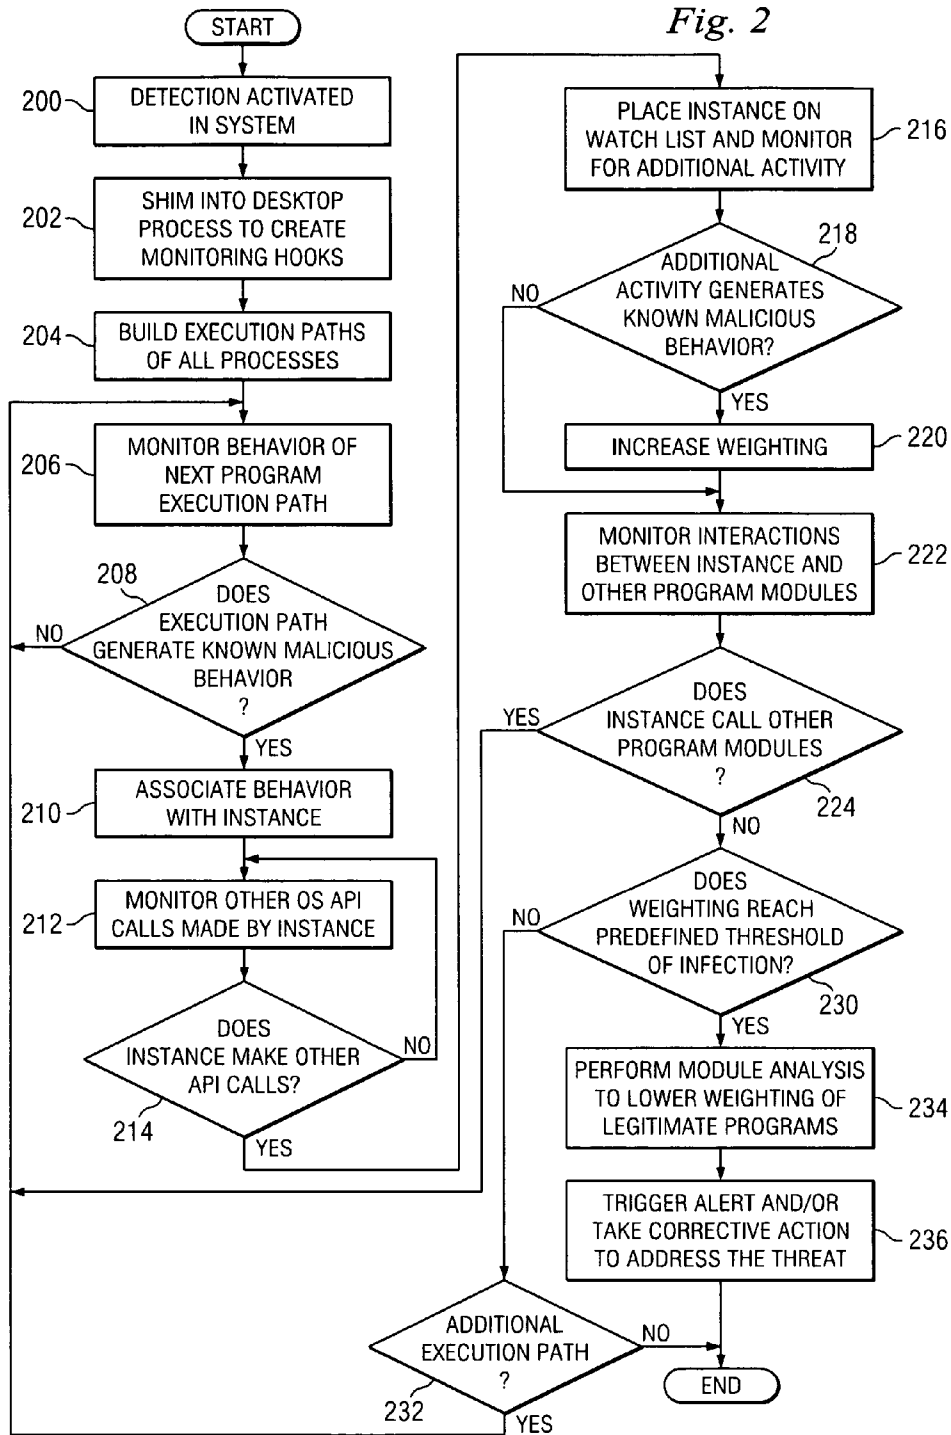 Fig. 2
START
200
DETECTION ACTIVATED
IN SYSTEM
202
SHIM INTO DESKTOP
PROCESS TO CREATE
MONITORING HOOKS
204
BUILD EXECUTION PATHS
OF ALL PROCESSES
206
MONITOR BEHAVIOR OF
NEXT PROGRAM
EXECUTION PATH
208
DOES
EXECUTION PATH
GENERATE KNOWN MALICIOUS
BEHAVIOR
?
NO
YES
210
ASSOCIATE BEHAVIOR
WITH INSTANCE
212
MONITOR OTHER OS API
CALLS MADE BY INSTANCE
DOES
INSTANCE MAKE OTHER
API CALLS?
214
NO
YES
PLACE INSTANCE ON
WATCH LIST AND MONITOR
FOR ADDITIONAL ACTIVITY
216
218
ADDITIONAL
ACTIVITY GENERATES
KNOWN MALICIOUS
BEHAVIOR?
NO
YES
INCREASE WEIGHTING
220
MONITOR INTERACTIONS
BETWEEN INSTANCE AND
OTHER PROGRAM MODULES
222
DOES
INSTANCE CALL OTHER
PROGRAM MODULES
?
YES
224
NO
DOES
WEIGHTING REACH
PREDEFINED THRESHOLD
OF INFECTION?
NO
230
YES
PERFORM MODULE ANALYSIS
TO LOWER WEIGHTING OF
LEGITIMATE PROGRAMS
234
TRIGGER ALERT AND/OR
TAKE CORRECTIVE ACTION
TO ADDRESS THE THREAT
236
ADDITIONAL
EXECUTION PATH
?
232
NO
YES
END